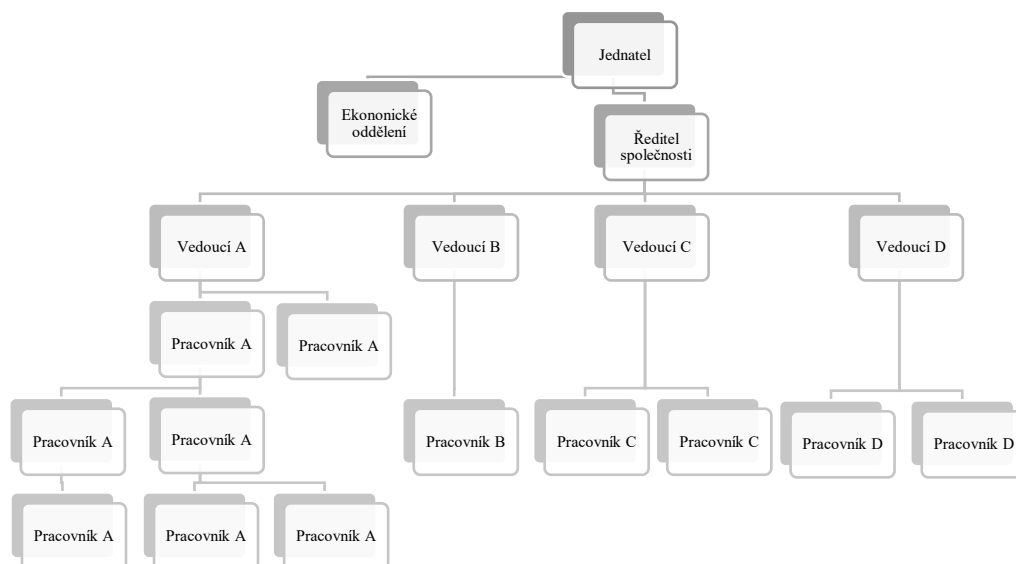 Jednatel
Ekononické
oddělení
Ředitel
společnosti
Vedoucí A
Vedoucí B
Vedoucí C
Vedoucí D
Pracovník A
Pracovník A
Pracovník A
Pracovník A
Pracovník B
Pracovník C
Pracovník C
Pracovník D
Pracovník D
Pracovník A
Pracovník A
Pracovník A